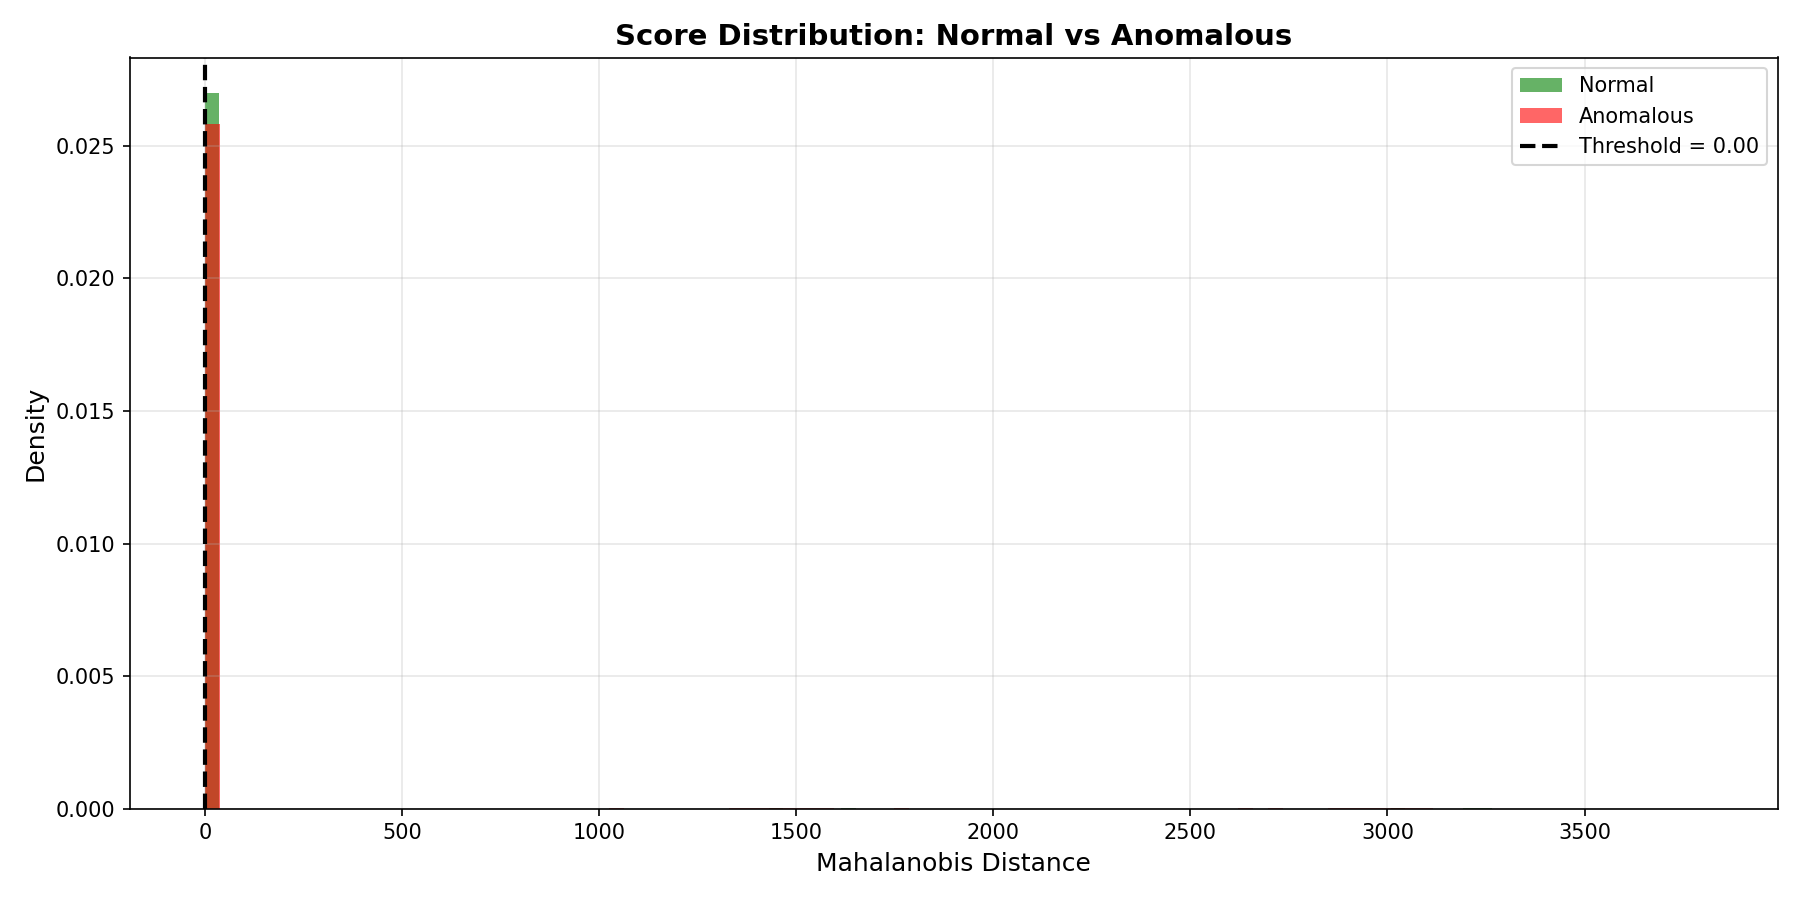 Score Distribution: Normal vs Anomalous
Normal
Anomalous
Threshold = 0.00
0.025
0.020
0.015
0.010
0.005
0.000
Density
0 500 1000 1500 2000 2500 3000 3500
Mahalanobis Distance